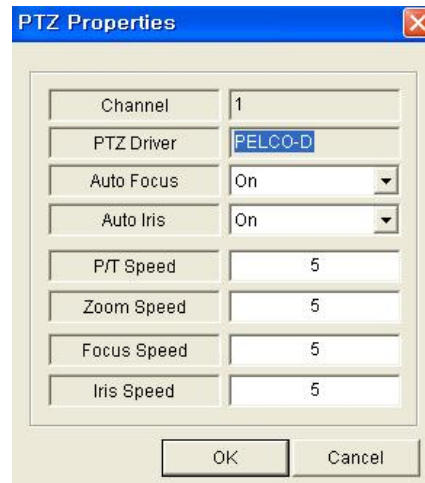 PTZ Properties
Channel 1
PTZ Driver PELCO-D
Auto Focus On
Auto Iris On
P/T Speed 5
Zoom Speed 5
Focus Speed 5
Iris Speed 5
OK Cancel